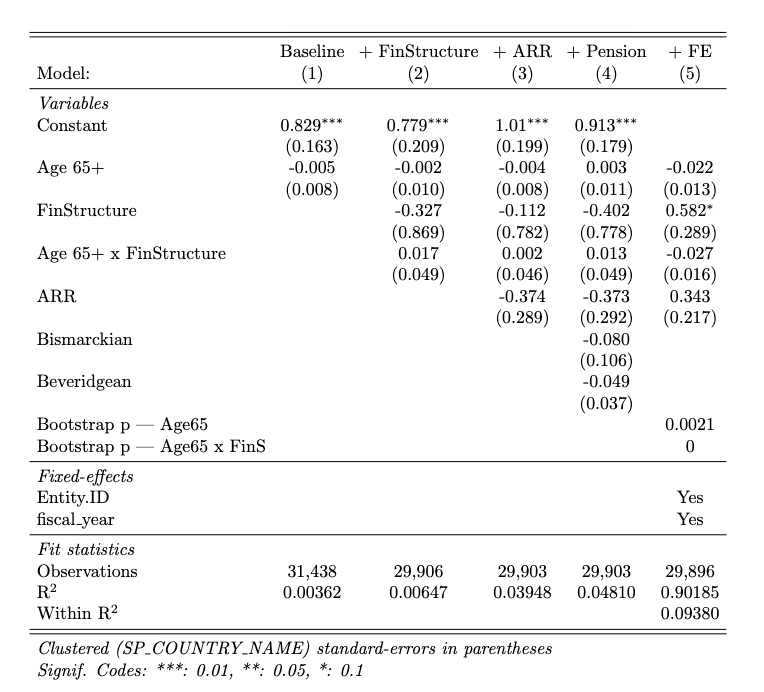 Baseline + FinStructure + ARR + Pension + FE
Model: (1) (2) (3) (4) (5)
Variables
Constant 0.829*** 0.779*** 1.01*** 0.913***
(0.163) (0.209) (0.199) (0.179)
Age 65+ -0.005 -0.002 -0.004 0.003 -0.022
(0.008) (0.010) (0.008) (0.011) (0.013)
FinStructure -0.327 -0.112 -0.402 0.582*
(0.869) (0.782) (0.778) (0.289)
Age 65+ x FinStructure 0.017 0.002 0.013 -0.027
(0.049) (0.046) (0.049) (0.016)
ARR -0.374 -0.373 0.343
(0.289) (0.292) (0.217)
Bismarckian -0.080
(0.106)
Beveridgean -0.049
(0.037)
Bootstrap p — Age65 0.0021
Bootstrap p — Age65 x FinS 0
Fixed-effects
Entity.ID Yes
fiscal_year Yes
Fit statistics
Observations 31,438 29,906 29,903 29,903 29,896
R² 0.00362 0.00647 0.03948 0.04810 0.90185
Within R² 0.09380
Clustered (SP_COUNTRY_NAME) standard-errors in parentheses
Signif. Codes: ***: 0.01, **: 0.05, *: 0.1